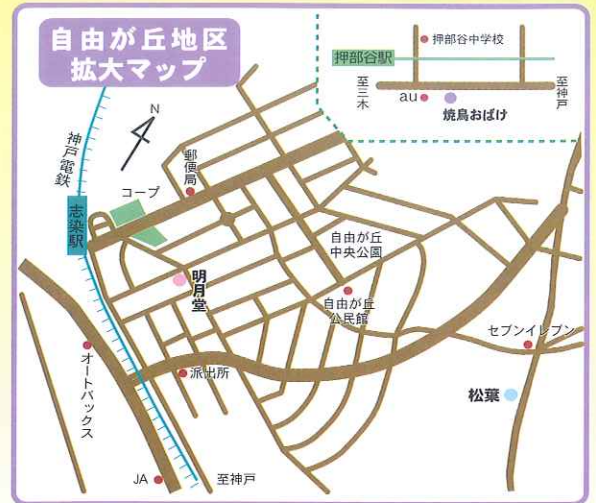 自由が丘地区
拡大マップ
押部谷中学校
押部谷駅
至三木
至神戸
au
焼鳥おばけ
N
神戸電鉄
郵便局
コープ
志染駅
自由が丘
中央公園
明月堂
自由が丘
公民館
セブンイレブン
オートバックス
派出所
松葉
JA
至神戸